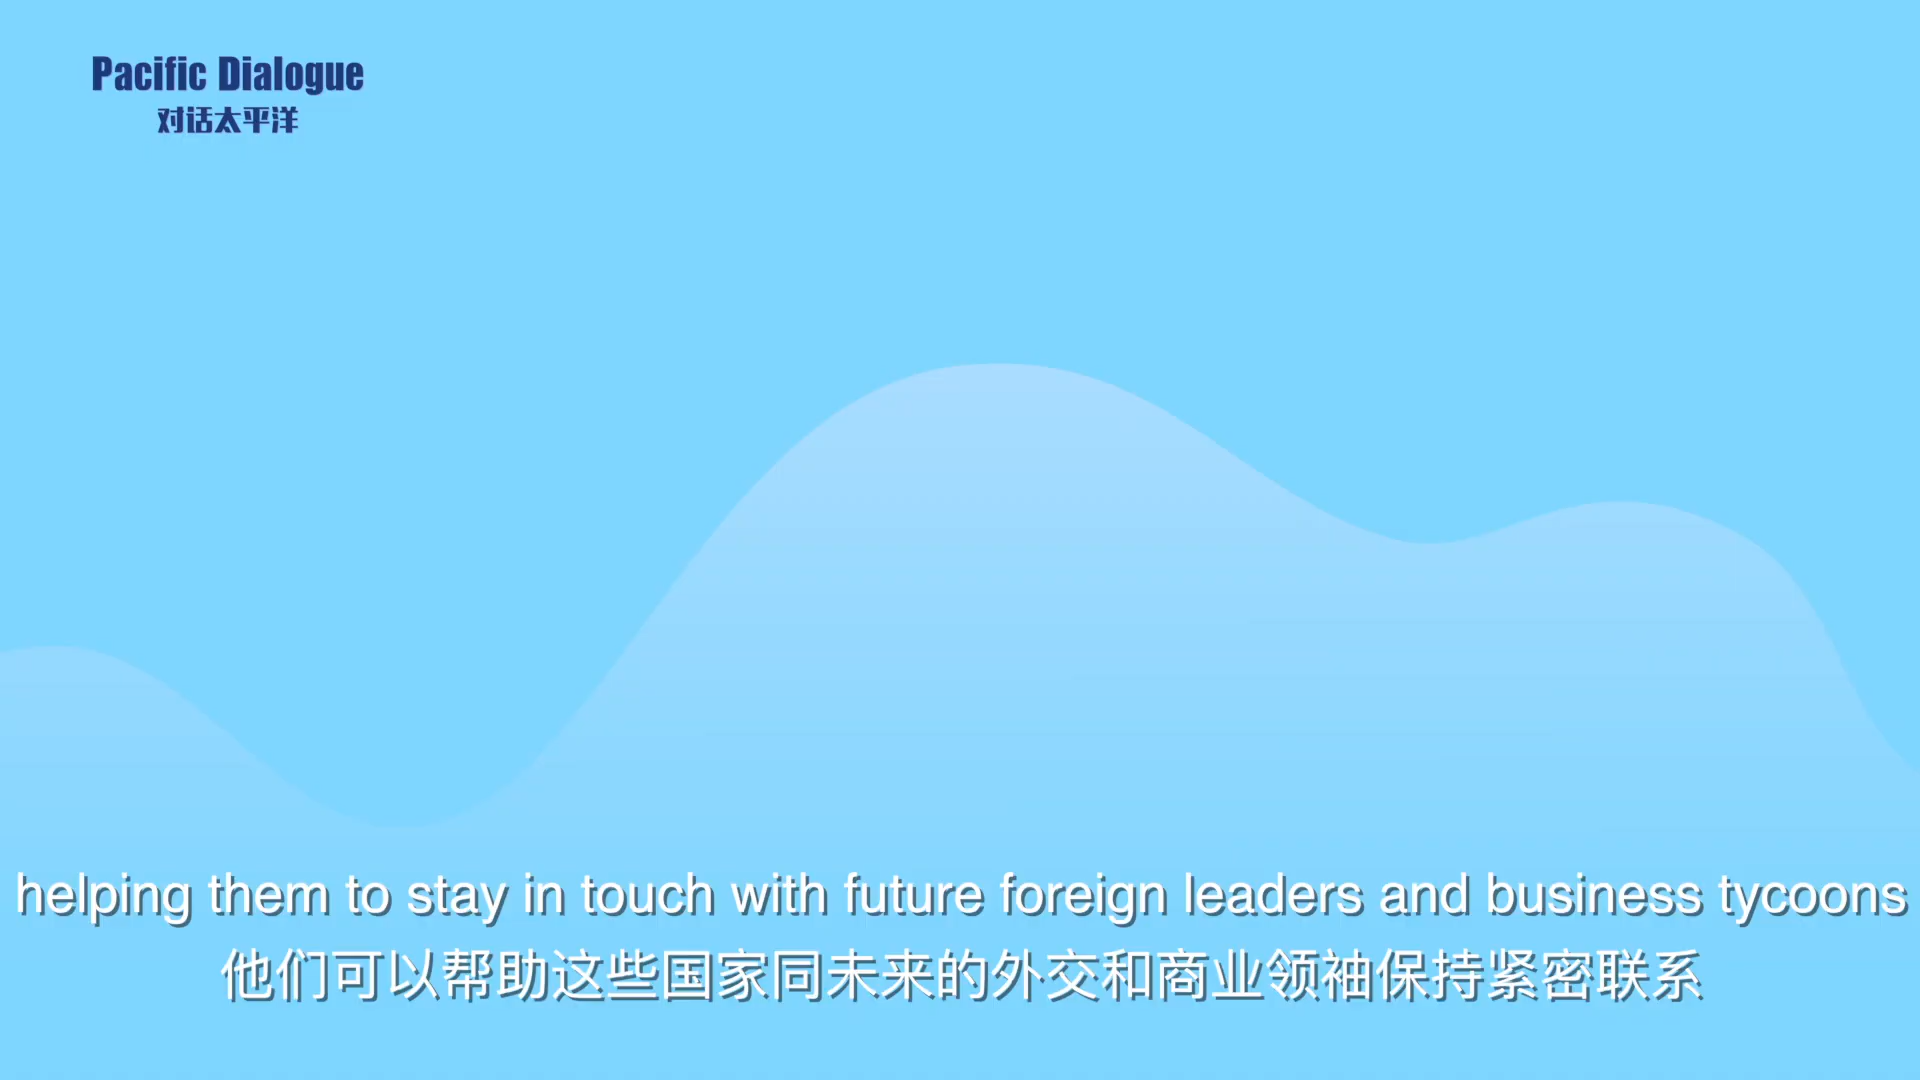 Pacific Dialogue
对话太平洋
helping them to stay in touch with future foreign leaders and business tycoons
他们可以帮助这些国家同未来的外交和商业领袖保持紧密联系